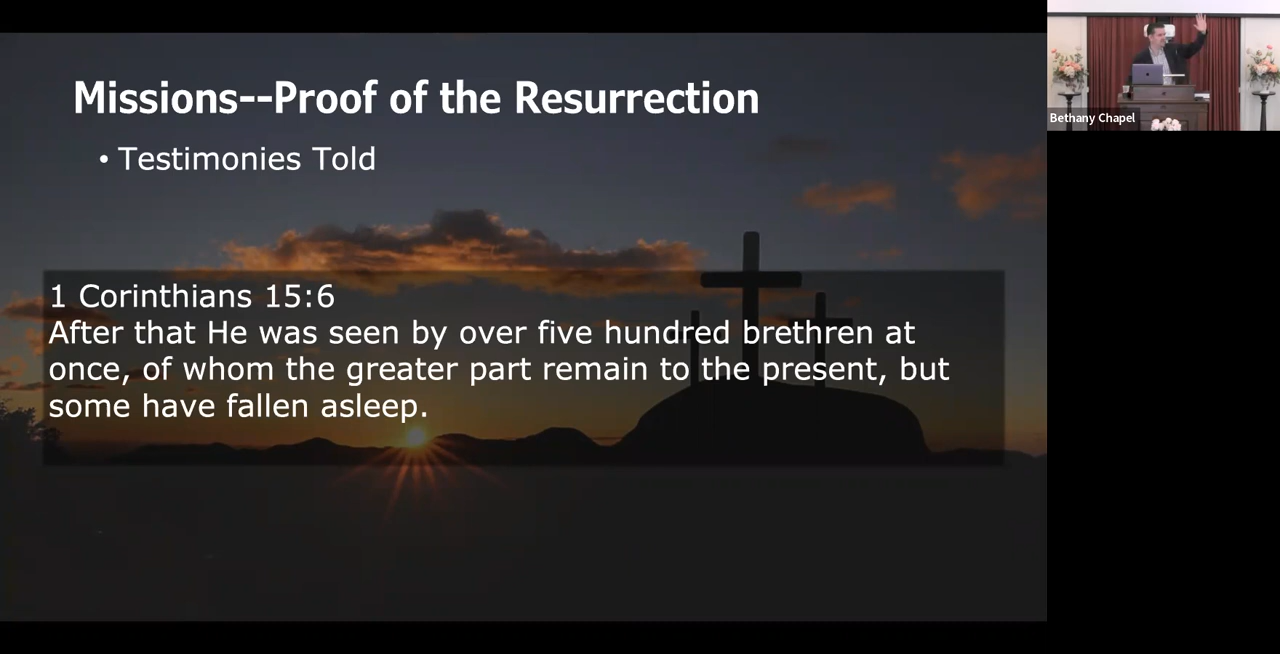 Missions--Proof of the Resurrection
• Testimonies Told
1 Corinthians 15:6
After that He was seen by over five hundred brethren at
once, of whom the greater part remain to the present, but
some have fallen asleep.
Bethany Chapel